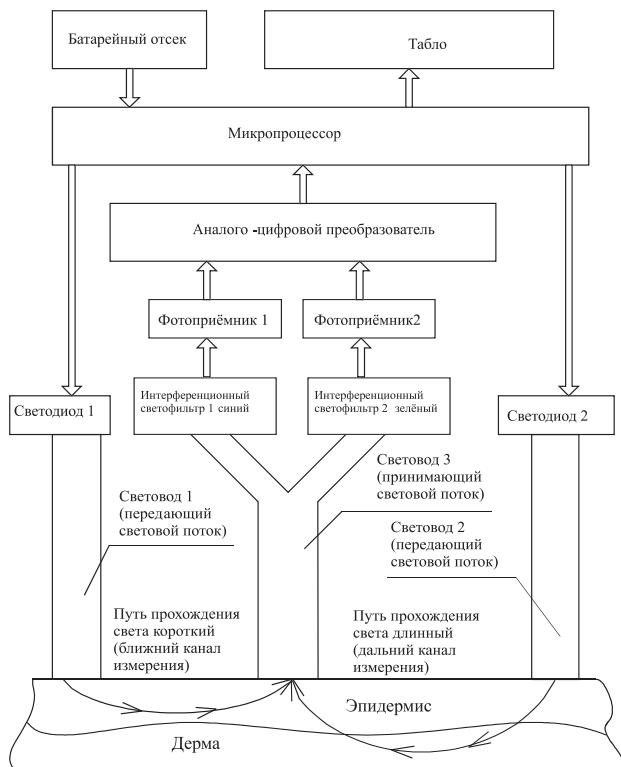 Батарейный отсек
Табло
Микропроцессор
Аналого -цифровой преобразователь
Фотоприёмник 1
Фотоприёмник2
Интерференционный
светофильтр 1 синий
Интерференционный
светофильтр 2 зелёный
Светодиод 1
Светодиод 2
Световод 3
(принимающий
световой поток)
Световод 1
(передающий
световой поток)
Световод 2
(передающий
световой поток)
Путь прохождения
света короткий
(ближний канал
измерения)
Путь прохождения
света длинный
(дальний канал
измерения)
Эпидермис
Дерма